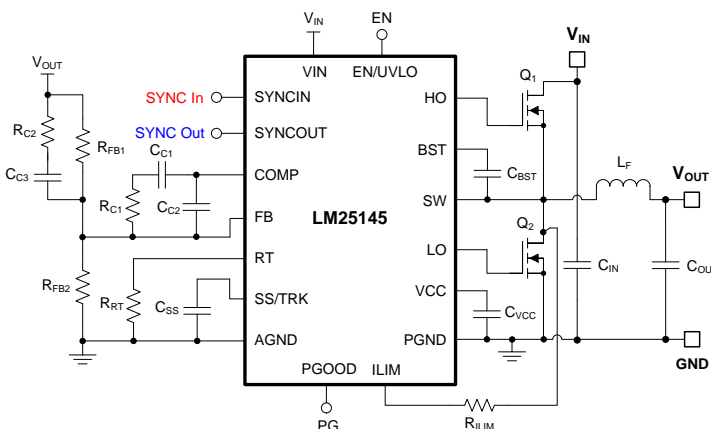 VIN
EN
VIN
VOUT
VIN
EN/UVLO
Q1
SYNC In
SYNCIN
HO
RC2
RFB1
SYNC Out
SYNCOUT
CC1
BST
CC3
COMP
CBST
LF
VOUT
RC1
CC2
SW
FB
LM25145
Q2
LO
RT
CIN
COU
RFB2
RRT
CSS
SS/TRK
VCC
CVCC
AGND
PGND
GND
PGOOD
ILIM
PG
RILIM